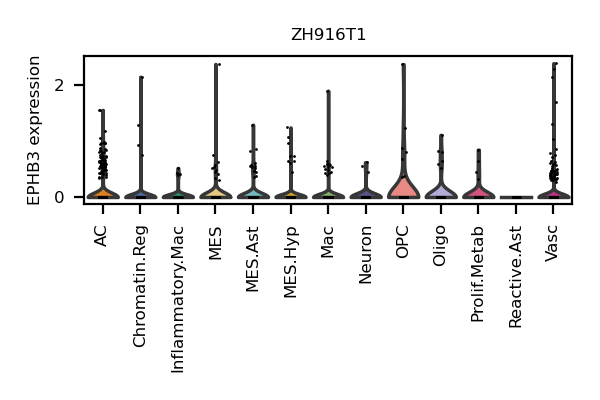 ZH916T1
EPHB3 expression
2
0
AC
Chromatin.Reg
Inflammatory.Mac
MES
MES.Ast
MES.Hyp
Mac
Neuron
OPC
Oligo
Prolif.Metab
Reactive.Ast
Vasc